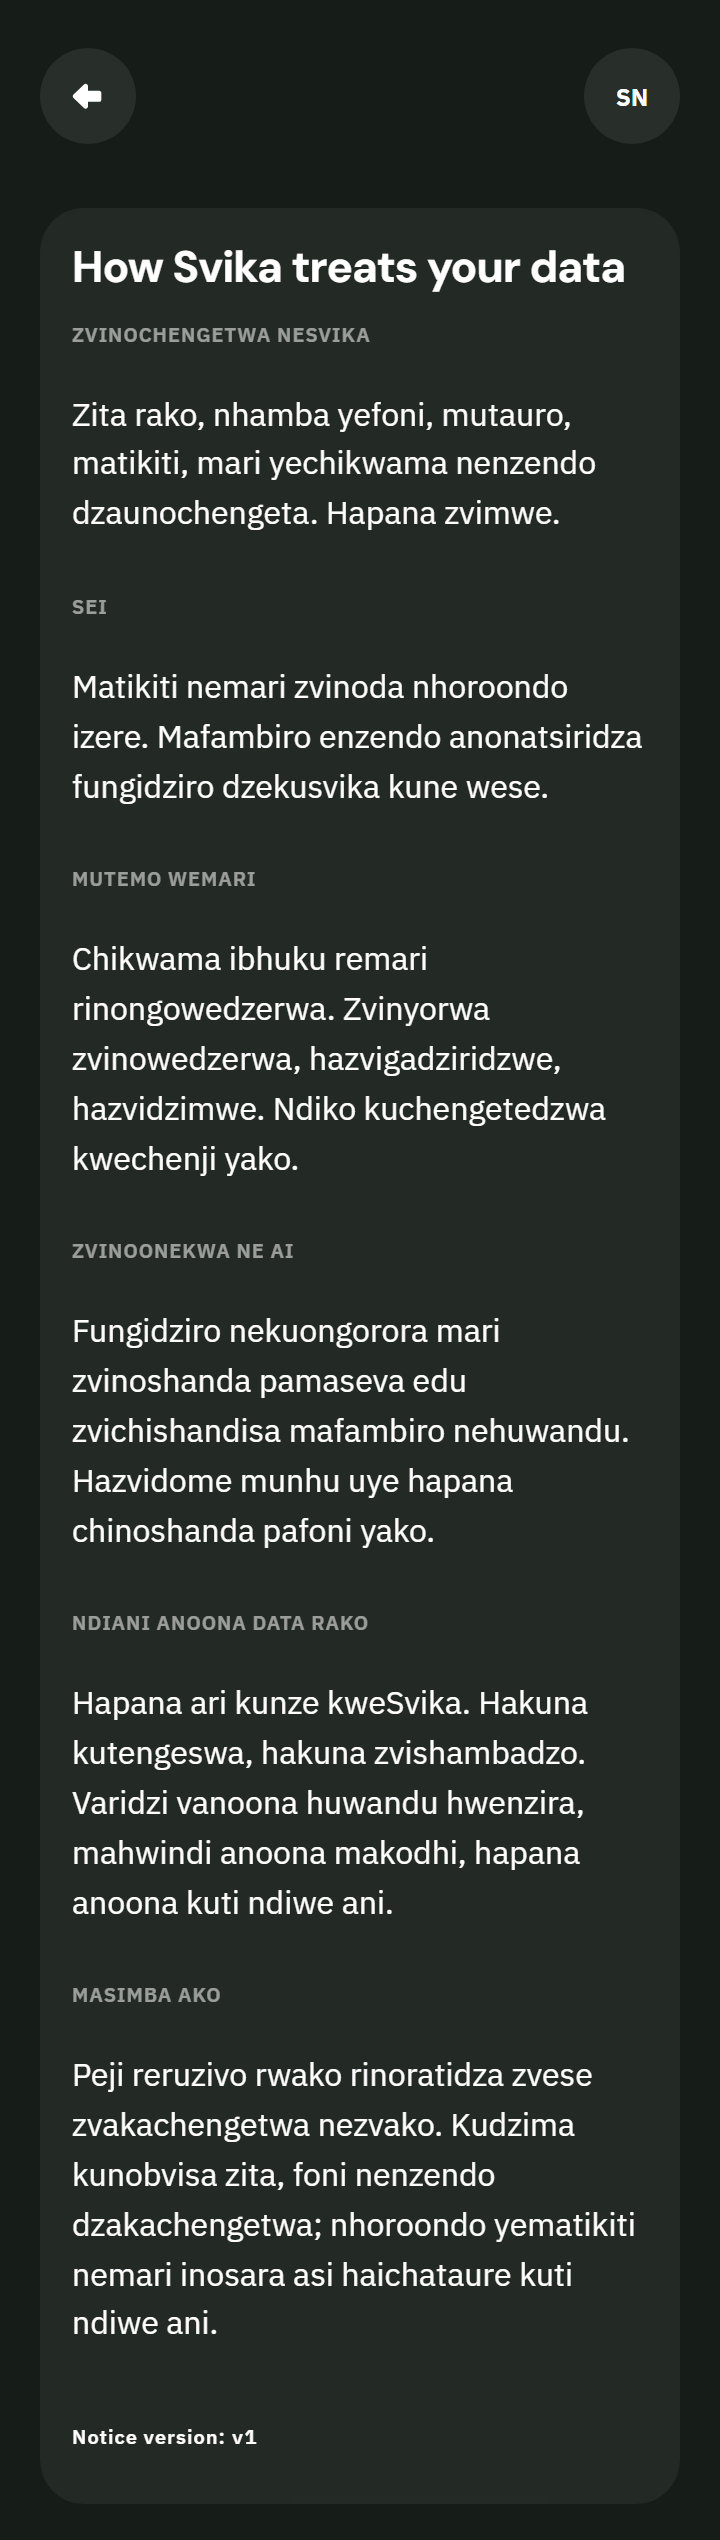 SN
How Svika treats your data
ZVINOCHENGETWA NESVIKA
Zita rako, nhamba yefoni, mutauro,
matikiti, mari yechikwama nenzendo
dzaunochengeta. Hapana zvimwe.
SEI
Matikiti nemari zvinoda nhoroondo
izere. Mafambiro enzendo anonatsiridza
fungidziro dzekusvika kune wese.
MUTEMO WEMARI
Chikwama ibhuku remari
rinongowedzerwa. Zvinyorwa
zvinowedzerwa, hazvigadziridzwe,
hazvidzimwe. Ndiko kuchengetedzwa
kwechenji yako.
ZVINOONEKWA NE AI
Fungidziro nekuongorora mari
zvinoshanda pamaseva edu
zvichishandisa mafambiro nehuwandu.
Hazvidome munhu uye hapana
chinoshanda pafoni yako.
NDIANI ANOONA DATA RAKO
Hapana ari kunze kweSvika. Hakuna
kutengeswa, hakuna zvishambadzo.
Varidzi vanoona huwandu hwenzira,
mahwindi anoona makodhi, hapana
anoona kuti ndiwe ani.
MASIMBA AKO
Peji reruzivo rwako rinoratidza zvese
zvakachengetwa nezvako. Kudzima
kunobvisa zita, foni nenzendo
dzakachengetwa; nhoroondo yematikiti
nemari inosara asi haichataure kuti
ndiwe ani.
Notice version: v1